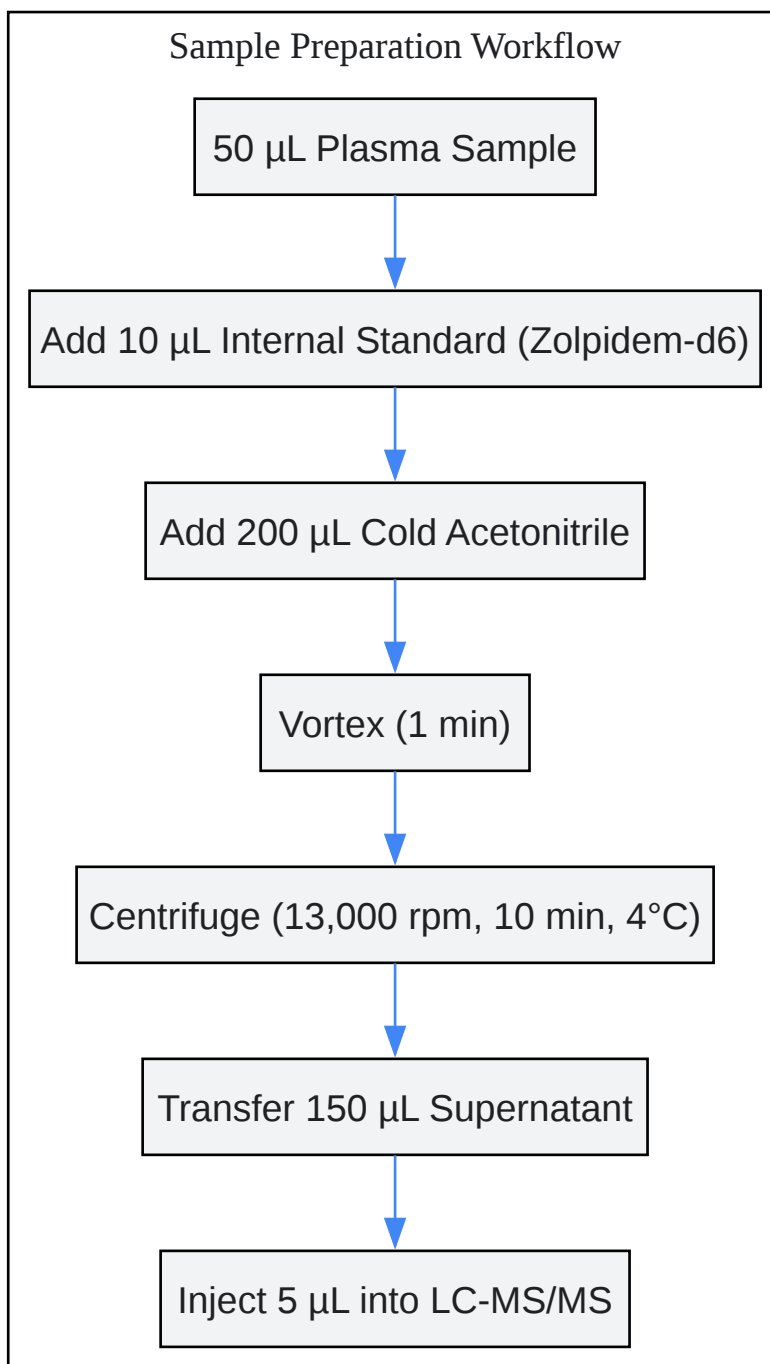 Sample Preparation Workflow
50 µL Plasma Sample
Add 10 µL Internal Standard (Zolpidem-d6)
Add 200 µL Cold Acetonitrile
Vortex (1 min)
Centrifuge (13,000 rpm, 10 min, 4°C)
Transfer 150 µL Supernatant
Inject 5 µL into LC-MS/MS